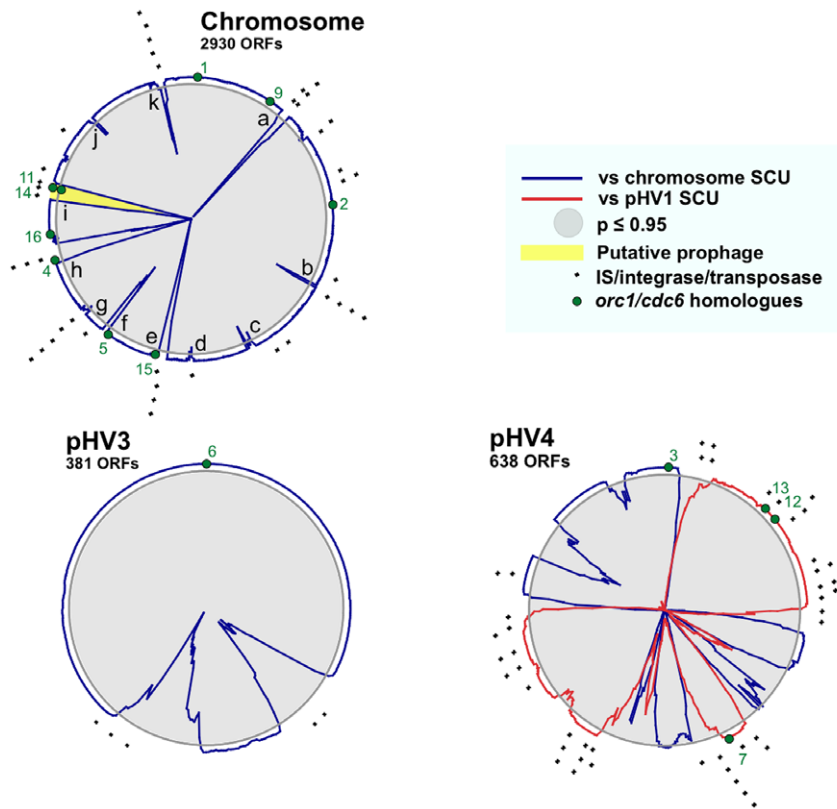 Chromosome
2930 ORFs
1
k
9
a
j
11
14
i
2
16
4
h
b
g
f
5
e
15
d
c
vs chromosome SCU
vs pHV1 SCU
p ≤ 0.95
Putative prophage
IS/integrase/transposase
orc1/cdc6 homologues
pHV3
381 ORFs
6
pHV4
638 ORFs
3
13
12
7